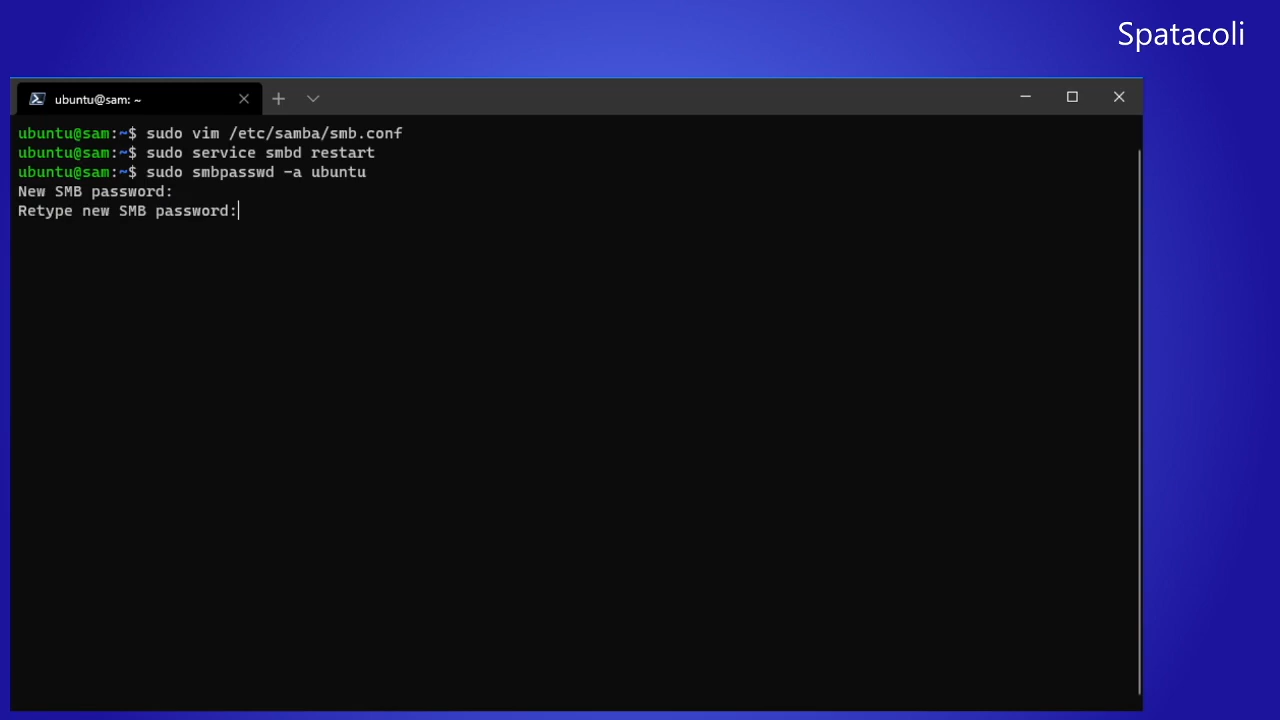 Spatacoli
ubuntu@sam: ~
ubuntu@sam:~$ sudo vim /etc/samba/smb.conf
ubuntu@sam:~$ sudo service smbd restart
ubuntu@sam:~$ sudo smbpasswd -a ubuntu
New SMB password:
Retype new SMB password: